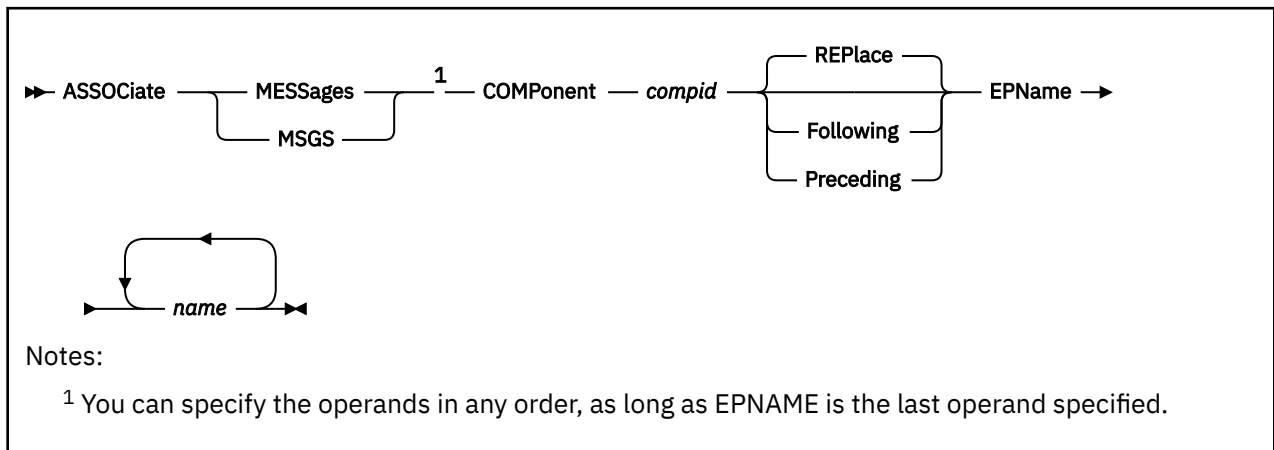 REPlace
ASSOCiate MESSages 1 COMPonent compid EPName
MSGS Following
Preceding
name
Notes:
1 You can specify the operands in any order, as long as EPNAME is the last operand specified.